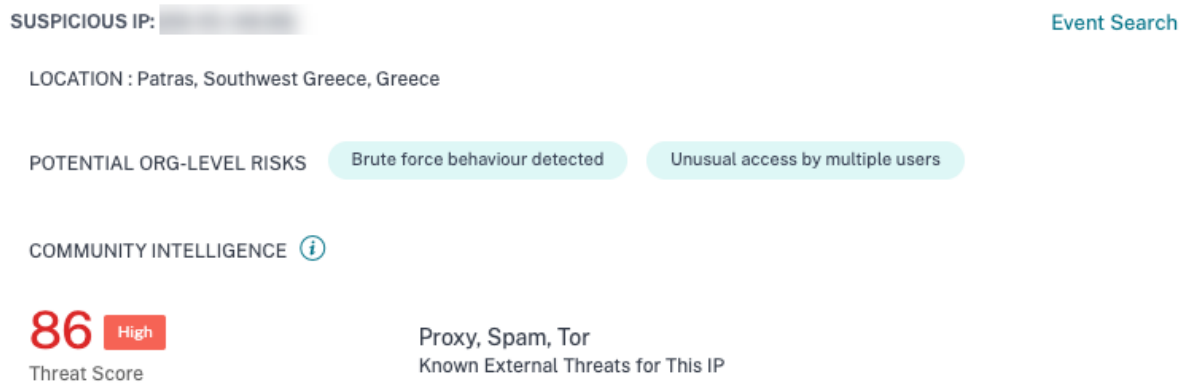 SUSPICIOUS IP:
Event Search
LOCATION : Patras, Southwest Greece, Greece
POTENTIAL ORG-LEVEL RISKS Brute force behaviour detected Unusual access by multiple users
COMMUNITY INTELLIGENCE i
86 High
Threat Score
Proxy, Spam, Tor
Known External Threats for This IP